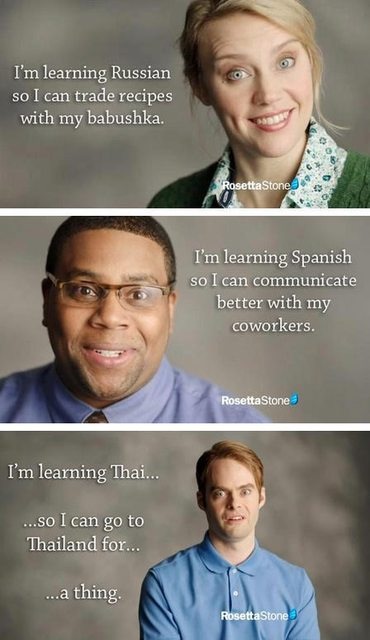 I'm learning Russian
so I can trade recipes
with my babushka.
RosettaStone
I'm learning Spanish
so I can communicate
better with my
coworkers.
RosettaStone
I'm learning Thai...
...so I can go to
Thailand for...
...a thing.
RosettaStone